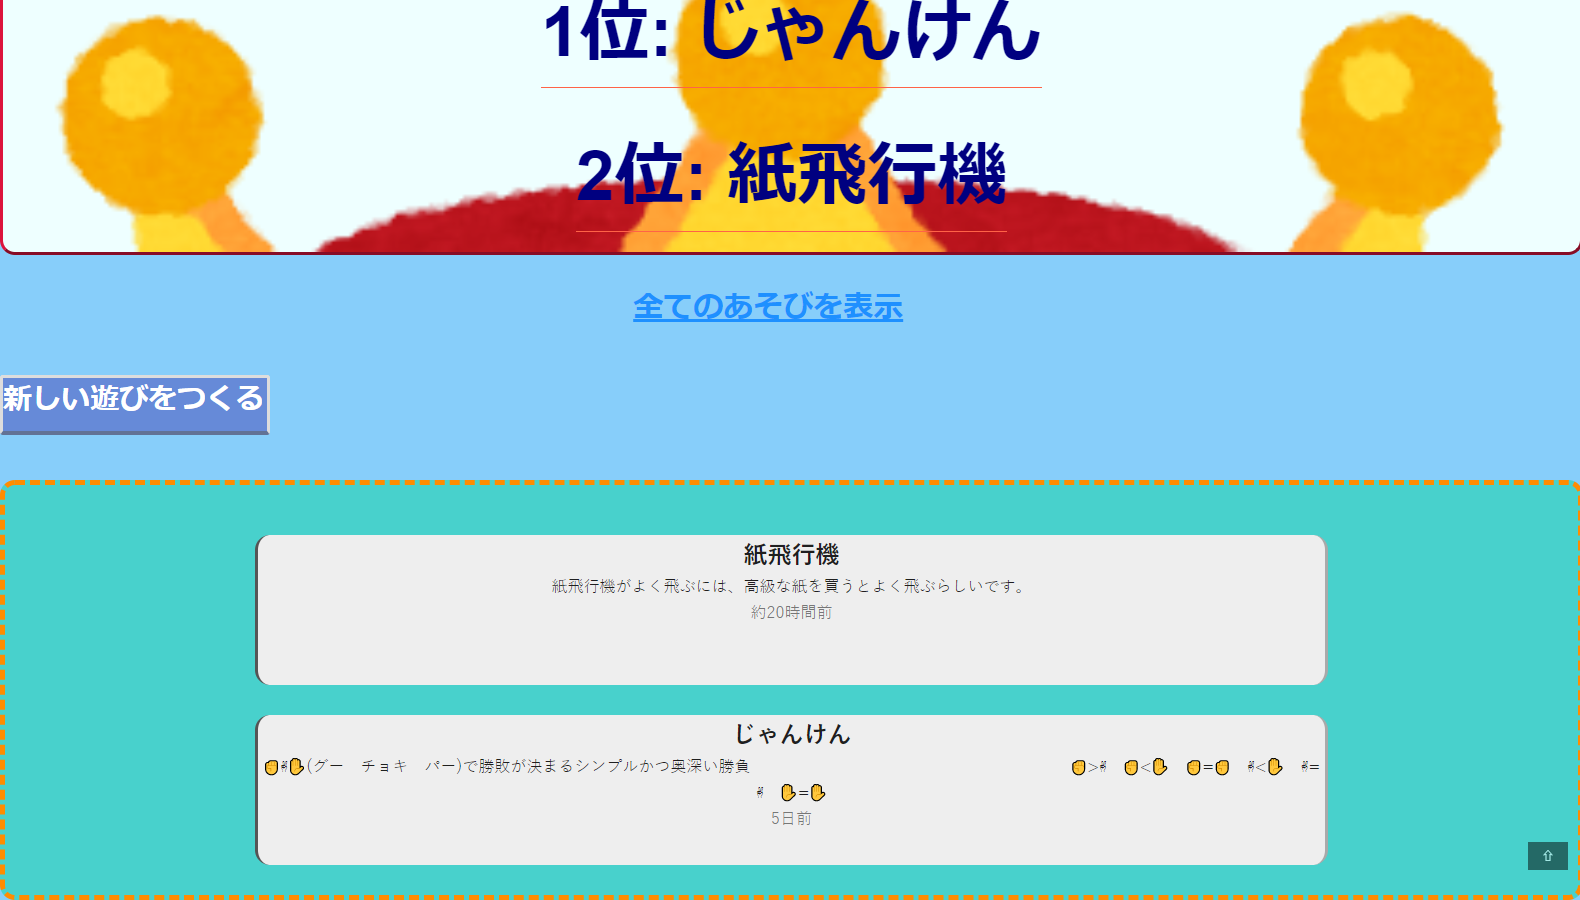 1位: じゃんけん
2位: 紙飛行機
全てのあそびを表示
新しい遊びをつくる
紙飛行機
紙飛行機がよく飛ぶには、高級な紙を買うとよく飛ぶらしいです。
約20時間前
じゃんけん
✊✌✋(グー　チョキ　パー)で勝敗が決まるシンプルかつ奥深い勝負　✊>✌　✊<✋　✊=✊　✌<✋　✌=
✌　✋=✋
5日前
⇧